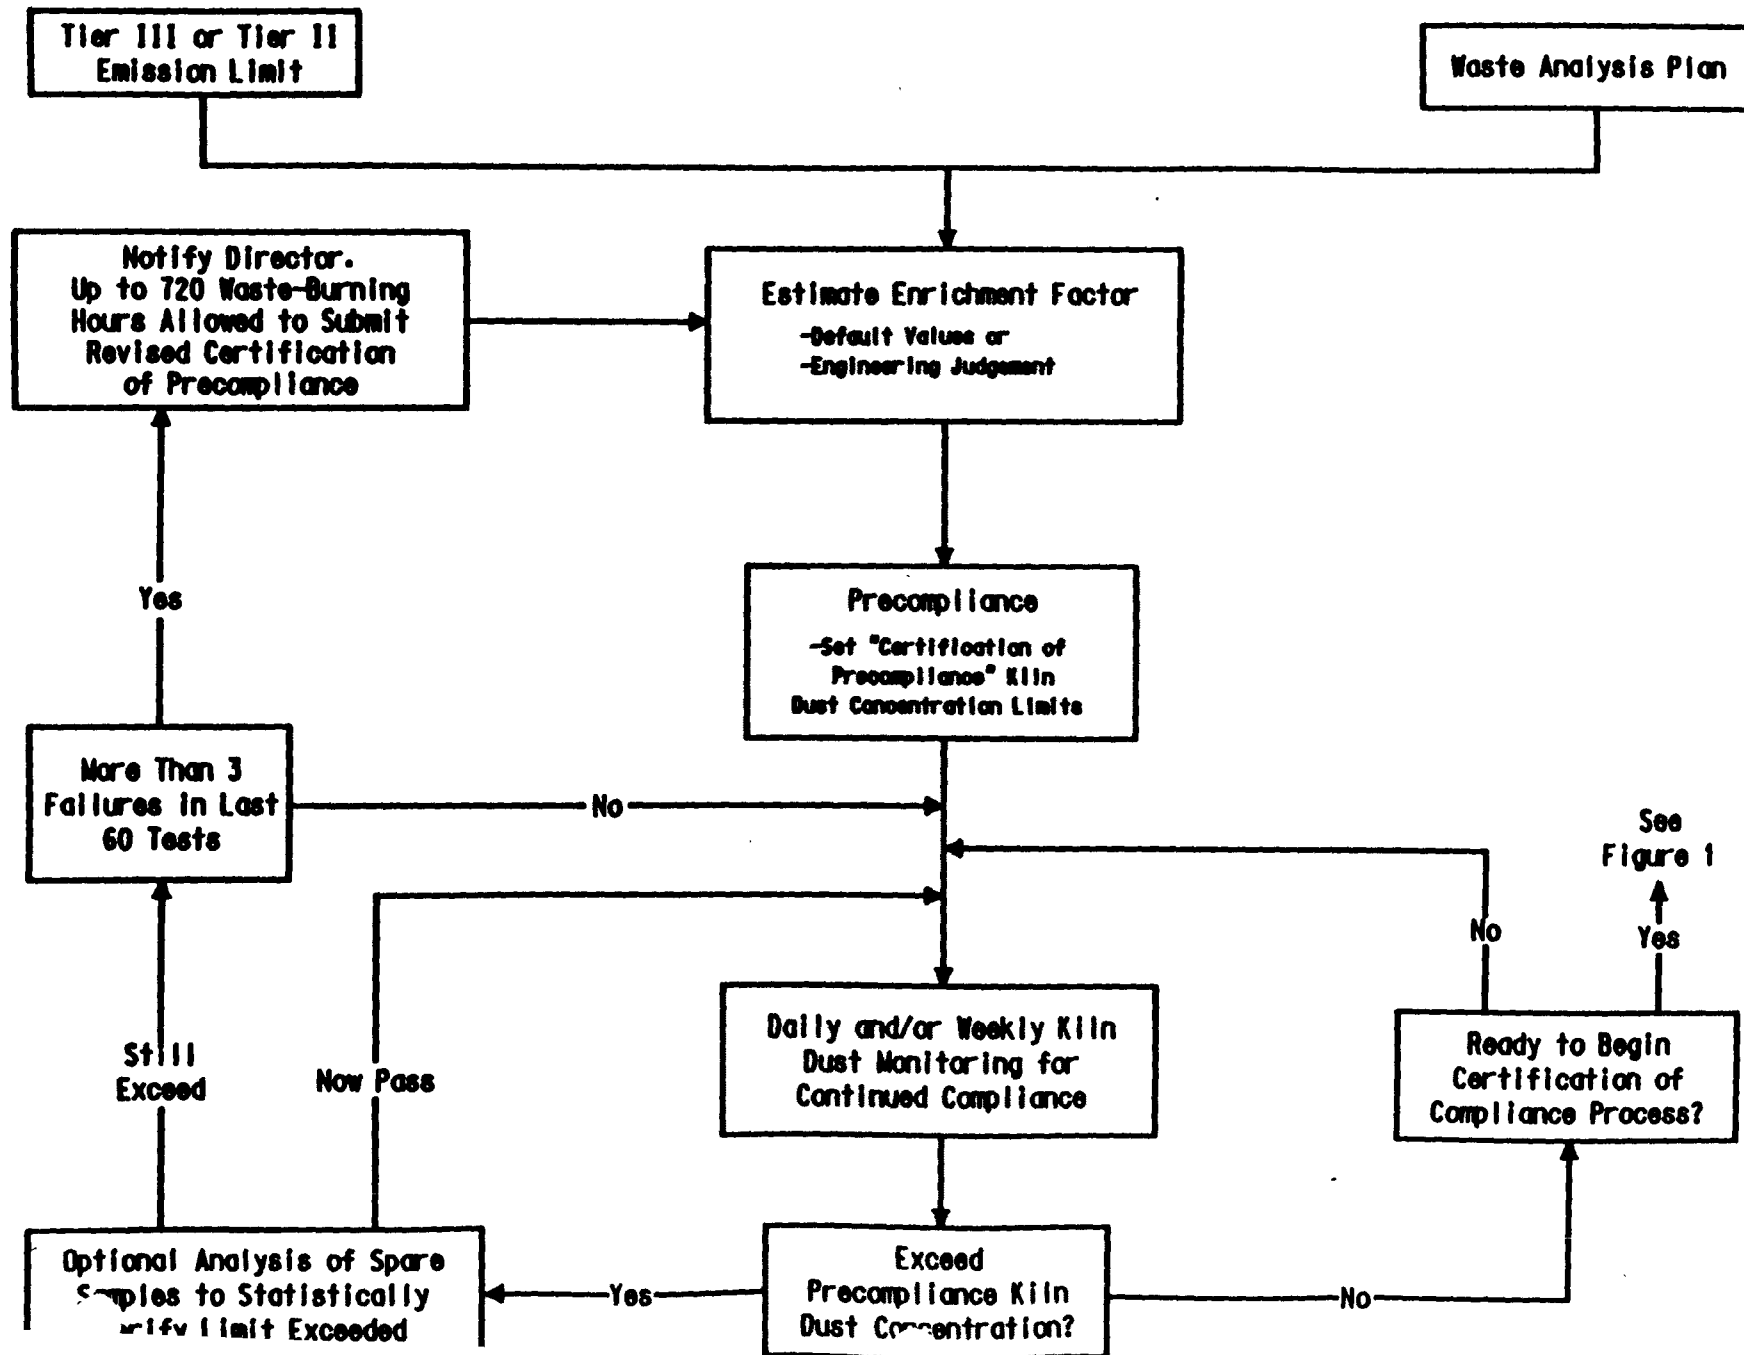 Tier III or Tier II
Emission Limit
Waste Analysis Plan
Notify Director.
Up to 720 Waste-Burning
Hours Allowed to Submit
Revised Certification
of Precompliance
Estimate Enrichment Factor
-Default Values or
-Engineering Judgement
Yes
Precompliance
-Set "Certification of
Precompliance" Kiln
Dust Concentration Limits
More Than 3
Failures in Last
60 Tests
No
See
Figure 1
No
Yes
Still
Exceed
Now Pass
Daily and/or Weekly Kiln
Dust Monitoring for
Continued Compliance
Ready to Begin
Certification of
Compliance Process?
Optional Analysis of Spare
Samples to Statistically
Limit Exceeded
Yes
Exceed
Precompliance Kiln
Dust Concentration?
No